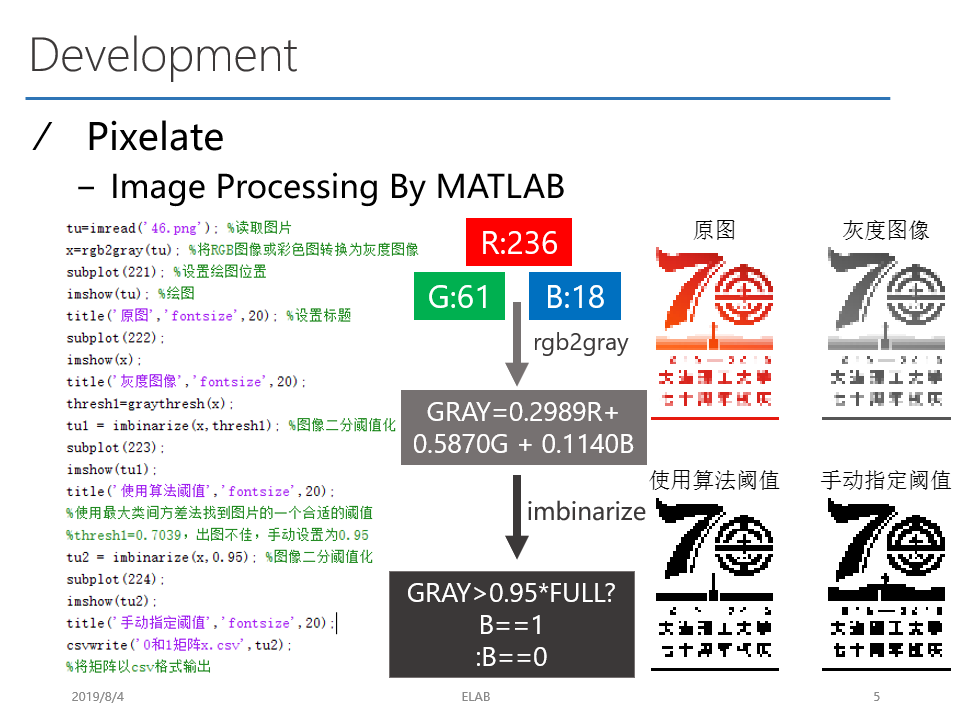 Development
/ Pixelate
– Image Processing By MATLAB
tu=imread('46.png'); %读取图片
x=rgb2gray(tu); %将RGB图像或彩色图转换为灰度图像
subplot(221); %设置绘图位置
imshow(tu); %绘图
title('原图','fontsize',20); %设置标题
subplot(222);
imshow(x);
title('灰度图像','fontsize',20);
thresh1=graythresh(x);
tu1 = imbinarize(x,thresh1); %图像二分阈值化
subplot(223);
imshow(tu1);
title('使用算法阈值','fontsize',20);
%使用最大类间方差法找到图片的一个合适的阈值
%thresh1=0.7039，出图不佳，手动设置为0.95
tu2 = imbinarize(x,0.95); %图像二分阈值化
subplot(224);
imshow(tu2);
title('手动指定阈值','fontsize',20);
csvwrite('0和1矩阵x.csv',tu2);
%将矩阵以csv格式输出
R:236
G:61
B:18
rgb2gray
GRAY=0.2989R+
0.5870G + 0.1140B
imbinarize
GRAY>0.95*FULL?
B==1
:B==0
原图
70
大连理工大学
七十周年校庆
灰度图像
70
大连理工大学
七十周年校庆
使用算法阈值
70
大连理工大学
七十周年校庆
手动指定阈值
70
大连理工大学
七十周年校庆
2019/8/4
ELAB
5